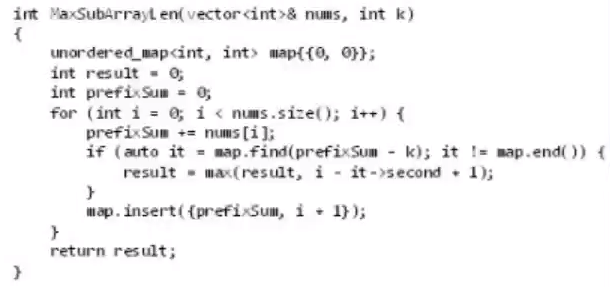 int MaxSubArrayLen(vector<int>& nums, int k)
{
    unordered_map<int, int> map{{0, 0}};
    int result = 0;
    int prefixSum = 0;
    for (int i = 0; i < nums.size(); i++) {
        prefixSum += nums[i];
        if (auto it = map.find(prefixSum - k); it != map.end()) {
            result = max(result, i - it->second + 1);
        }
        map.insert({prefixSum, i + 1});
    }
    return result;
}